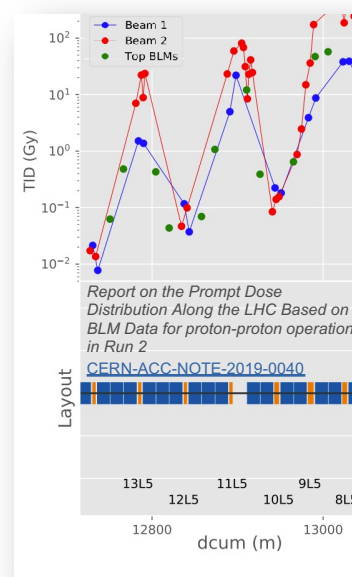 10²
10¹
10⁰
10⁻¹
10⁻²
TID (Gy)
Beam 1
Beam 2
Top BLMs
Report on the Prompt Dose
Distribution Along the LHC Based on
BLM Data for proton-proton operation
in Run 2
CERN-ACC-NOTE-2019-0040
Layout
13L5
12L5
11L5
10L5
9L5
8L5
12800
13000
dcum (m)